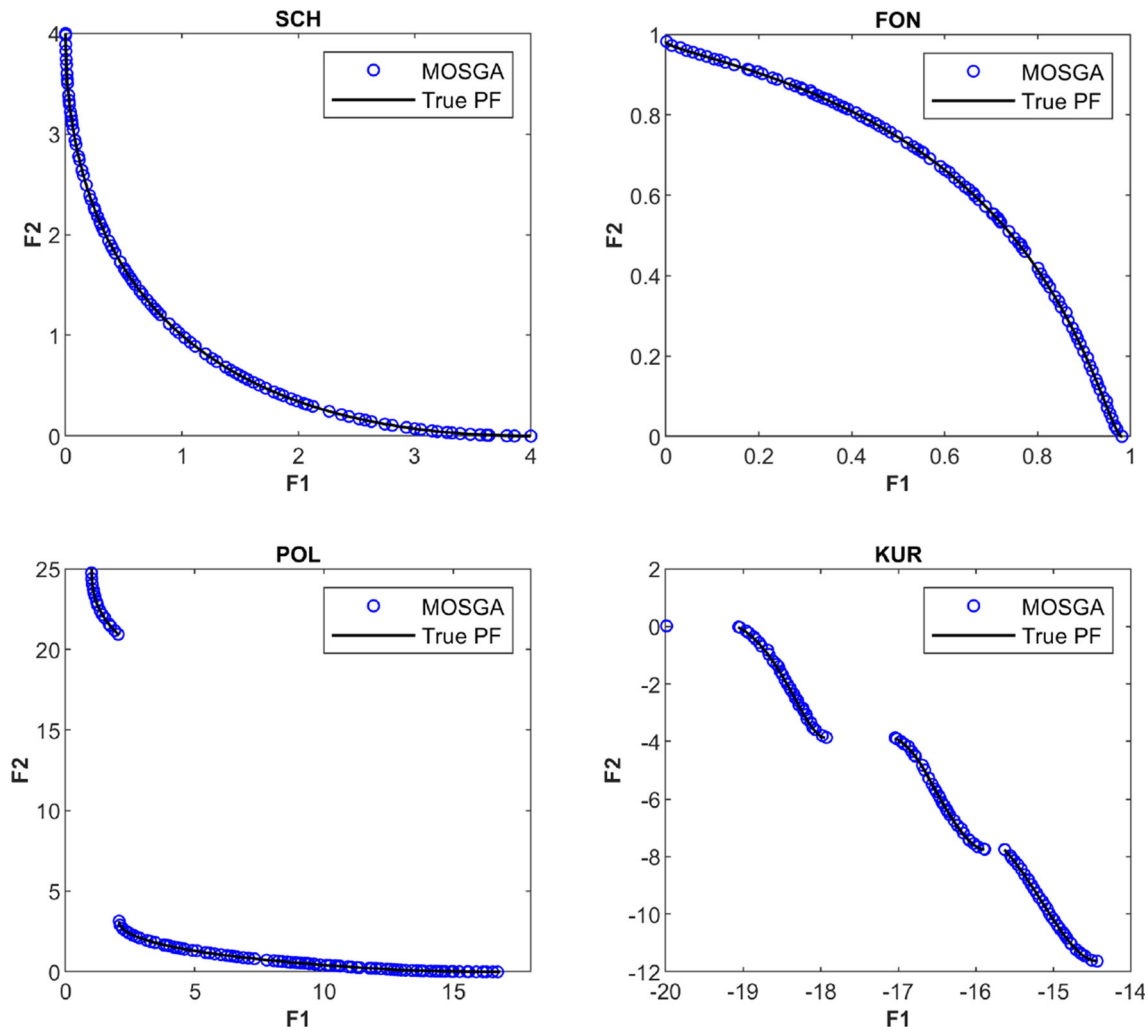 SCH
4
3
2
1
0
F2
0 1 2 3 4
F1
MOSGA
True PF
FON
1
0.8
0.6
0.4
0.2
0
F2
0 0.2 0.4 0.6 0.8 1
F1
MOSGA
True PF
POL
25
20
15
10
5
0
F2
0 5 10 15
F1
MOSGA
True PF
KUR
2
0
-2
-4
-6
-8
-10
-12
F2
-20 -19 -18 -17 -16 -15 -14
F1
MOSGA
True PF